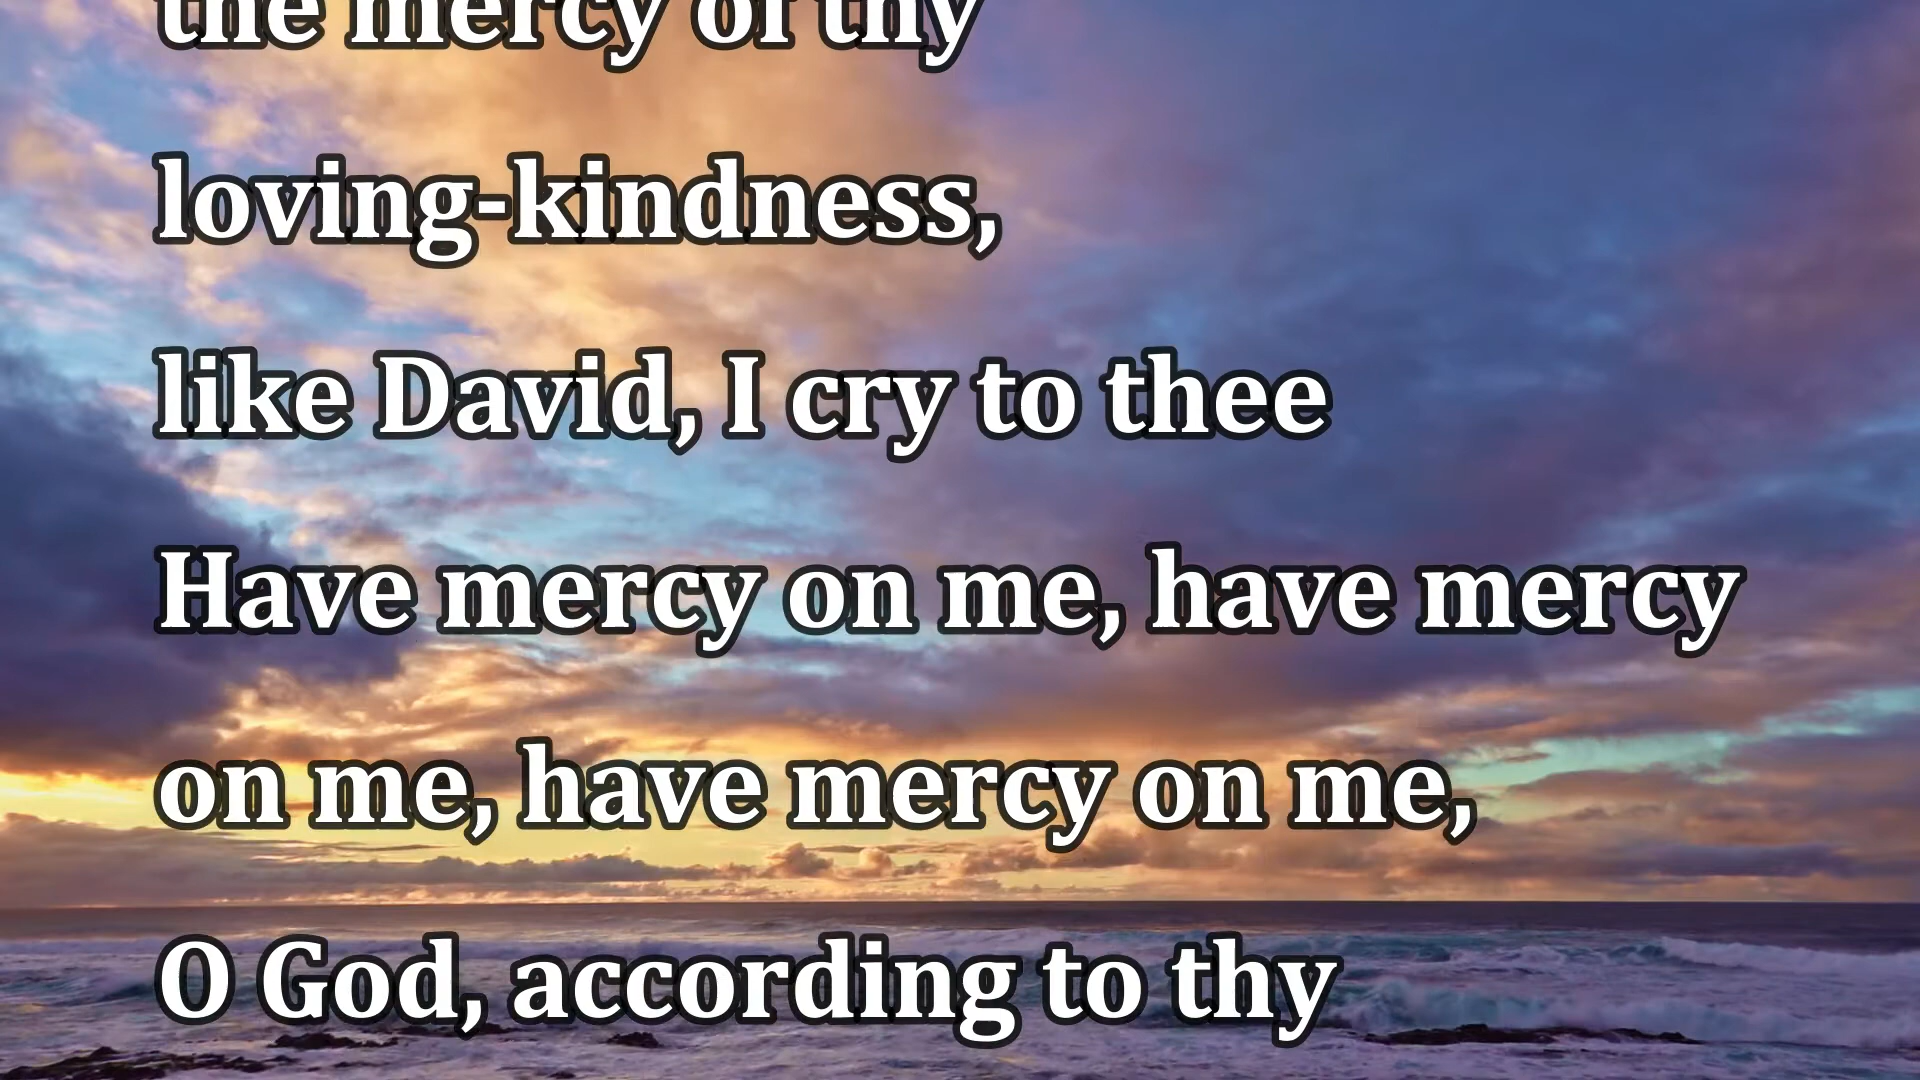 the mercy of thy
loving-kindness,
like David, I cry to thee
Have mercy on me, have mercy
on me, have mercy on me,
O God, according to thy